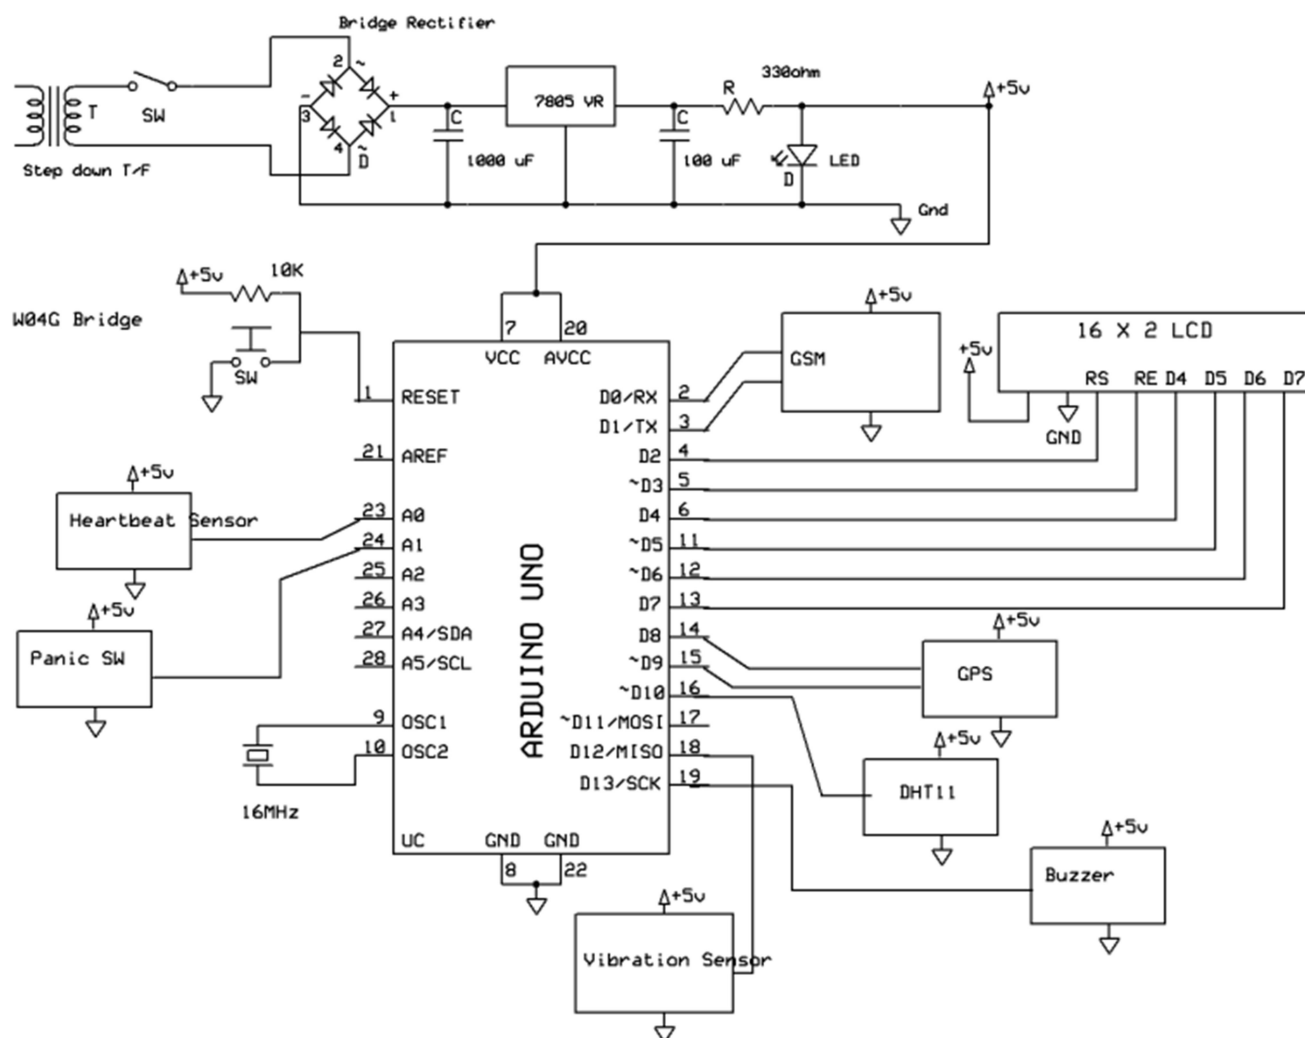 Bridge Rectifier
2 ~
- +
3 1
4 ~
D
T
SW
Step down T/F
C
1000 uF
7805 VR
C
100 uF
R
330ohm
+5v
LED
D
Gnd
W04G Bridge
+5v
10K
SW
7 20
VCC AVCC
1 RESET
21 AREF
23 A0
24 A1
25 A2
26 A3
27 A4/SDA
28 A5/SCL
9 OSC1
10 OSC2
16MHz
UC
GND GND
8 22
ARDUINO UNO
D0/RX 2
D1/TX 3
D2 4
~D3 5
D4 6
~D5 11
~D6 12
D7 13
D8 14
~D9 15
~D10 16
~D11/MOSI 17
D12/MISO 18
D13/SCK 19
+5v
Heartbeat Sensor
+5v
Panic SW
+5v
GSM
16 X 2 LCD
+5v
RS RE D4 D5 D6 D7
GND
+5v
GPS
+5v
DHT11
+5v
Buzzer
+5v
Vibration Sensor